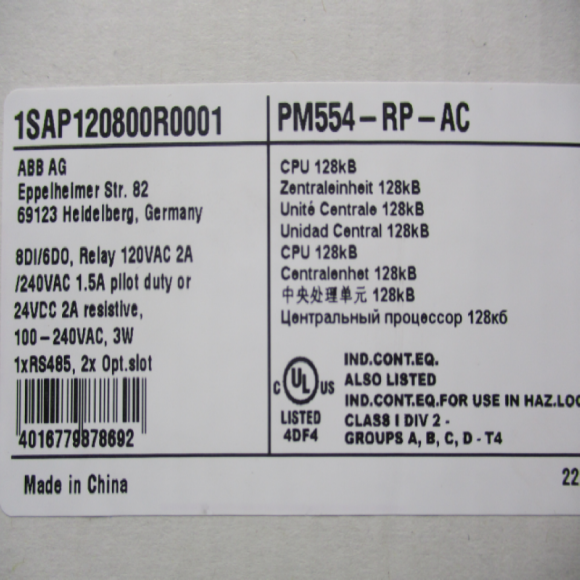 1SAP120800R0001
ABB AG
Eppelheimer Str. 82
69123 Heidelberg, Germany
8DI/6DO, Relay 120VAC 2A
/240VAC 1.5A pilot duty or
24VDC 2A resistive,
100-240VAC, 3W
1xRS485, 2x Opt.slot
4016779878692
PM554-RP-AC
CPU 128kB
Zentraleinheit 128kB
Unité Centrale 128kB
Unidad Central 128kB
CPU 128kB
Centralenhet 128kB
中央处理单元 128kB
Центральный процессор 128кб
C UL US
LISTED
4DF4
IND.CONT.EQ.
ALSO LISTED
IND.CONT.EQ.FOR USE IN HAZ.LOC
CLASS I DIV 2 -
GROUPS A, B, C, D - T4
Made in China
22